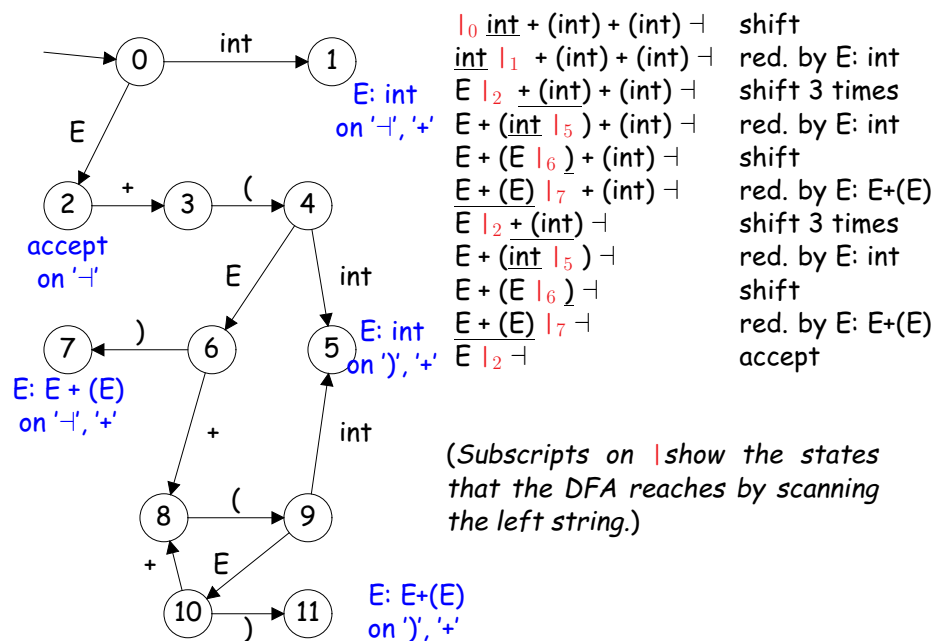 0
int
1
E: int
on '⊣', '+'
E
2
+
3
(
4
accept
on '⊣'
E
int
7
)
6
5
E: int
on ')', '+'
E: E + (E)
on '⊣', '+'
+
int
8
(
9
+
E
10
)
11
E: E+(E)
on ')', '+'
|0 int + (int) + (int) ⊣ shift
int |1 + (int) + (int) ⊣ red. by E: int
E |2 + (int) + (int) ⊣ shift 3 times
E + (int |5 ) + (int) ⊣ red. by E: int
E + (E |6 ) + (int) ⊣ shift
E + (E) |7 + (int) ⊣ red. by E: E+(E)
E |2 + (int) ⊣ shift 3 times
E + (int |5 ) ⊣ red. by E: int
E + (E |6 ) ⊣ shift
E + (E) |7 ⊣ red. by E: E+(E)
E |2 ⊣ accept
(Subscripts on | show the states
that the DFA reaches by scanning
the left string.)